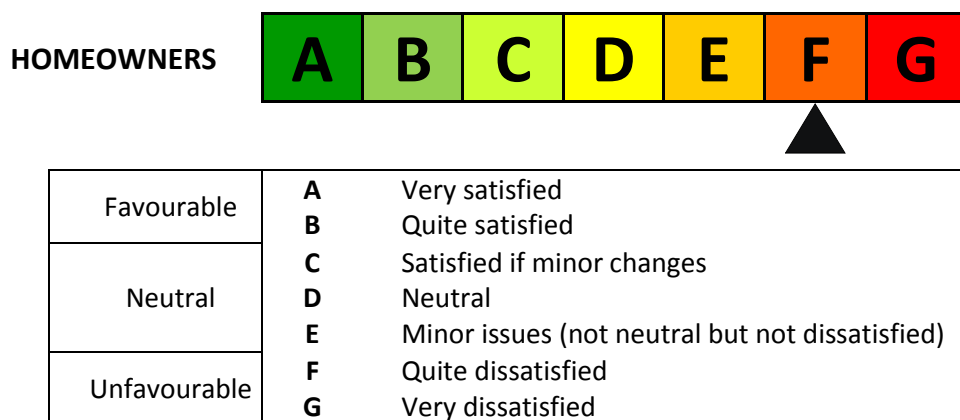 HOMEOWNERS A B C D E F G
Favourable A Very satisfied
B Quite satisfied
Neutral C Satisfied if minor changes
D Neutral
E Minor issues (not neutral but not dissatisfied)
Unfavourable F Quite dissatisfied
G Very dissatisfied